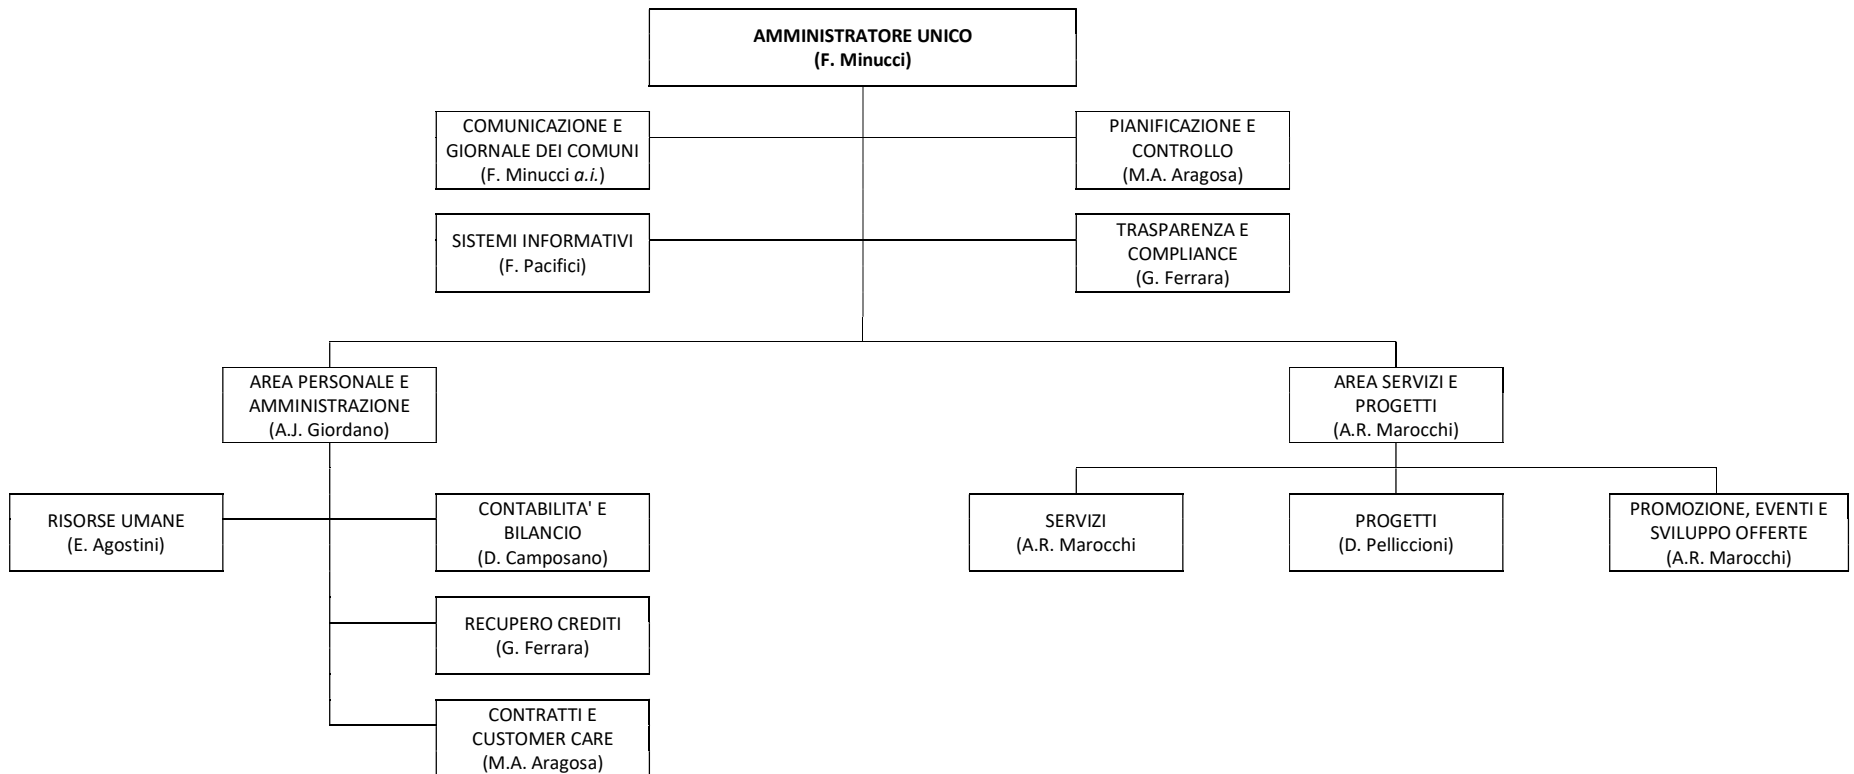 AMMINISTRATORE UNICO
(F. Minucci)
COMUNICAZIONE E
GIORNALE DEI COMUNI
(F. Minucci a.i.)
PIANIFICAZIONE E
CONTROLLO
(M.A. Aragosa)
SISTEMI INFORMATIVI
(F. Pacifici)
TRASPARENZA E
COMPLIANCE
(G. Ferrara)
AREA PERSONALE E
AMMINISTRAZIONE
(A.J. Giordano)
AREA SERVIZI E
PROGETTI
(A.R. Marocchi)
RISORSE UMANE
(E. Agostini)
CONTABILITA' E
BILANCIO
(D. Camposano)
SERVIZI
(A.R. Marocchi
PROGETTI
(D. Pelliccioni)
PROMOZIONE, EVENTI E
SVILUPPO OFFERTE
(A.R. Marocchi)
RECUPERO CREDITI
(G. Ferrara)
CONTRATTI E
CUSTOMER CARE
(M.A. Aragosa)